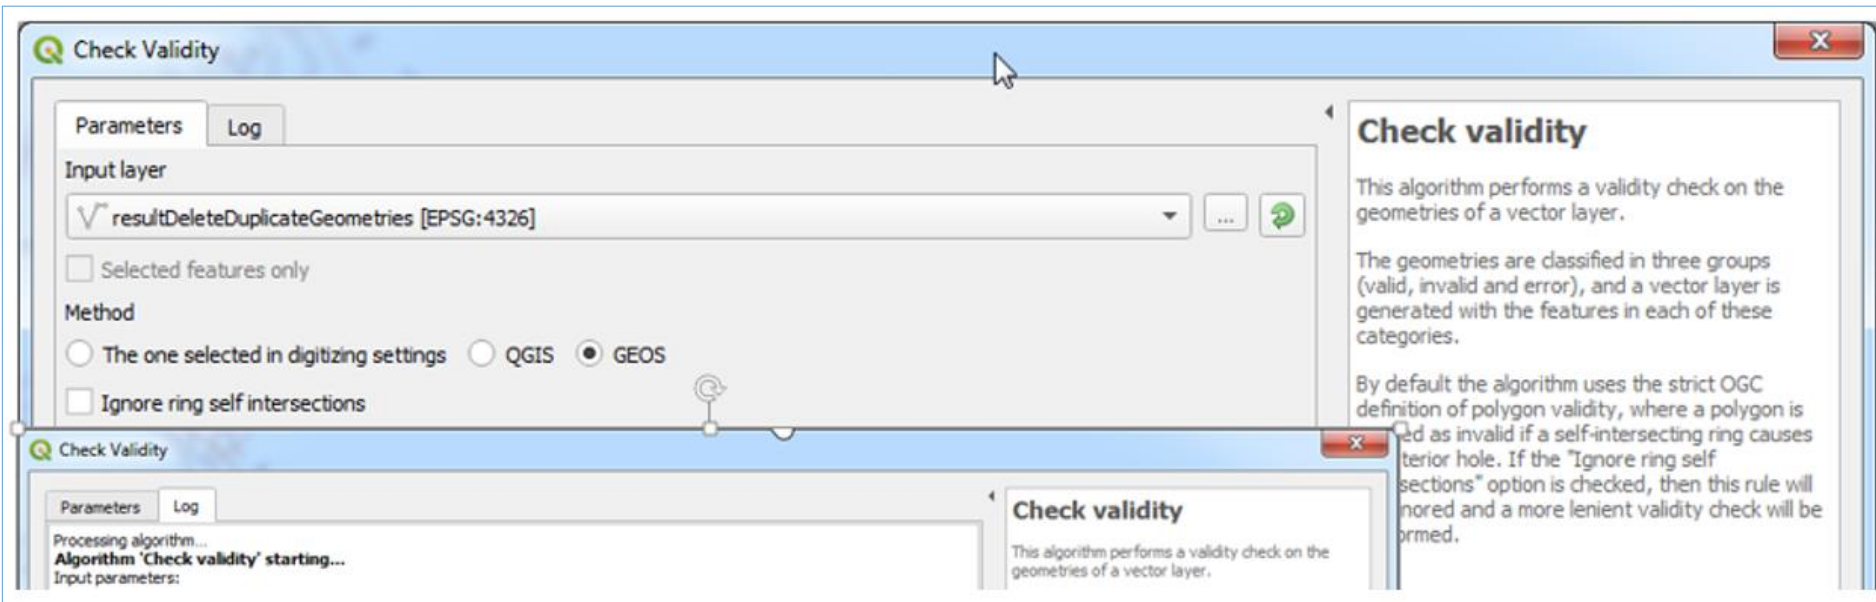 Check Validity
Parameters
Log
Input layer
resultDeleteDuplicateGeometries [EPSG:4326]
...
Selected features only
Method
The one selected in digitizing settings
QGIS
GEOS
Ignore ring self intersections
Check validity
This algorithm performs a validity check on the
geometries of a vector layer.
The geometries are classified in three groups
(valid, invalid and error), and a vector layer is
generated with the features in each of these
categories.
By default the algorithm uses the strict OGC
definition of polygon validity, where a polygon is
ed as invalid if a self-intersecting ring causes
terior hole. If the "Ignore ring self
sections" option is checked, then this rule will
nored and a more lenient validity check will be
ormed.
Check Validity
Parameters
Log
Processing algorithm...
Algorithm 'Check validity' starting...
Input parameters:
Check validity
This algorithm performs a validity check on the
geometries of a vector layer.